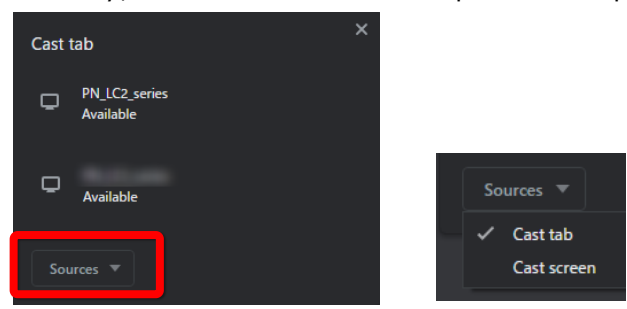 Cast tab
PN_LC2_series
Available
Available
Sources
Sources
Cast tab
Cast screen